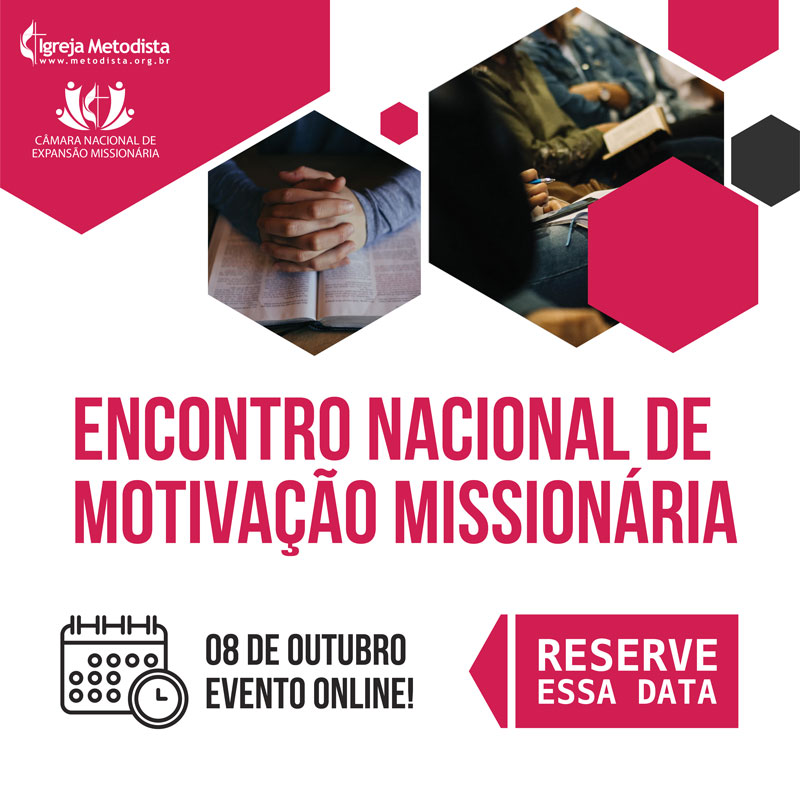 Igreja Metodista
www.metodista.org.br
CÂMARA NACIONAL DE
EXPANSÃO MISSIONÁRIA
ENCONTRO NACIONAL DE
MOTIVAÇÃO MISSIONÁRIA
08 DE OUTUBRO
EVENTO ONLINE!
RESERVE
ESSA DATA